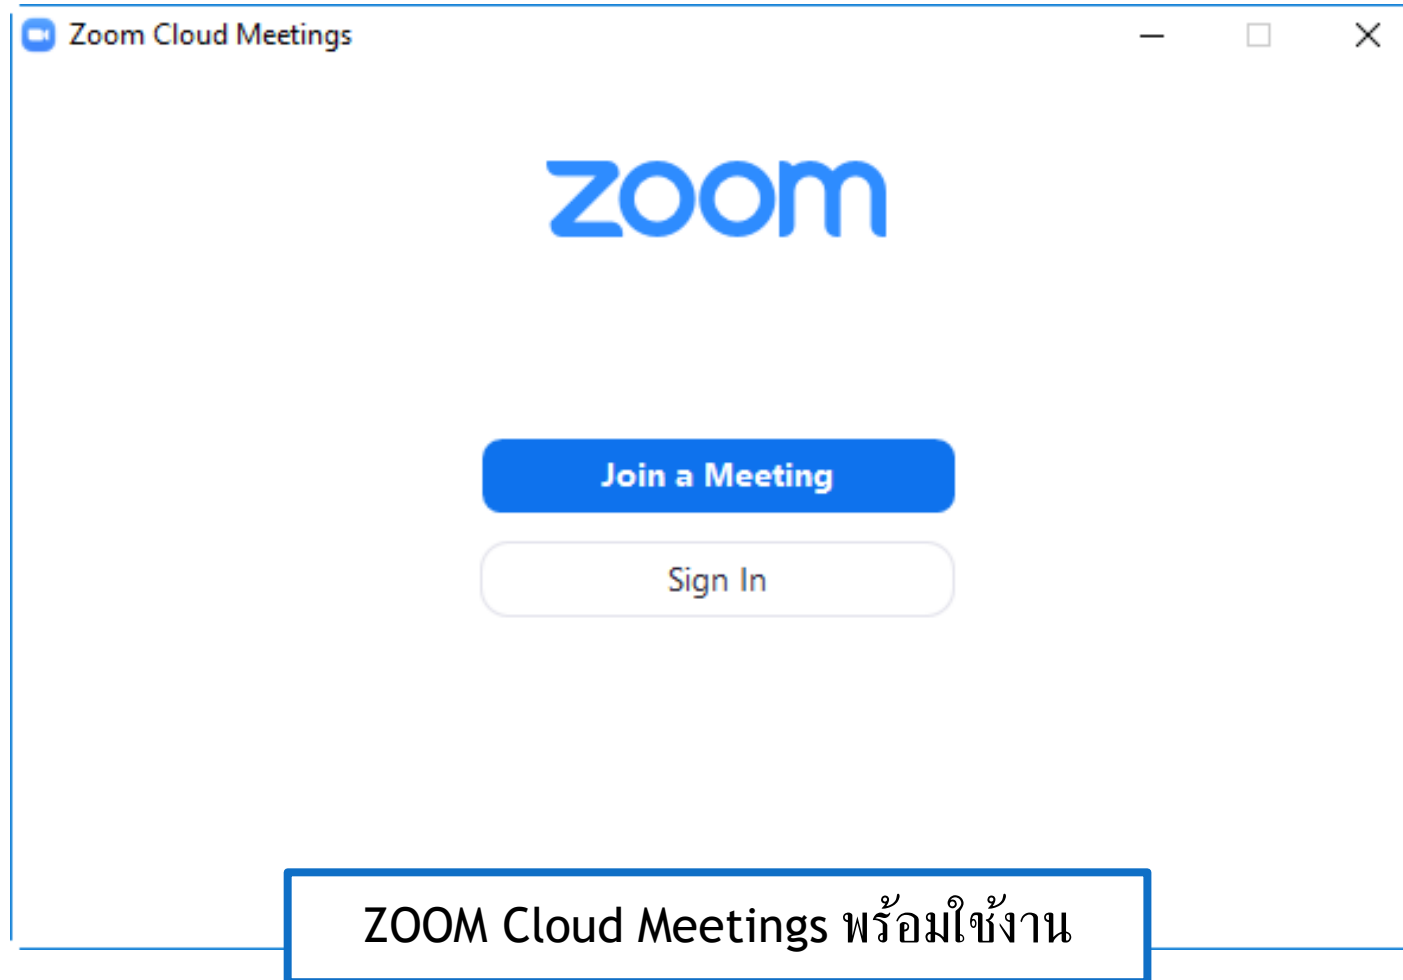 Zoom Cloud Meetings
zoom
Join a Meeting
Sign In
ZOOM Cloud Meetings พร้อมใช้งาน